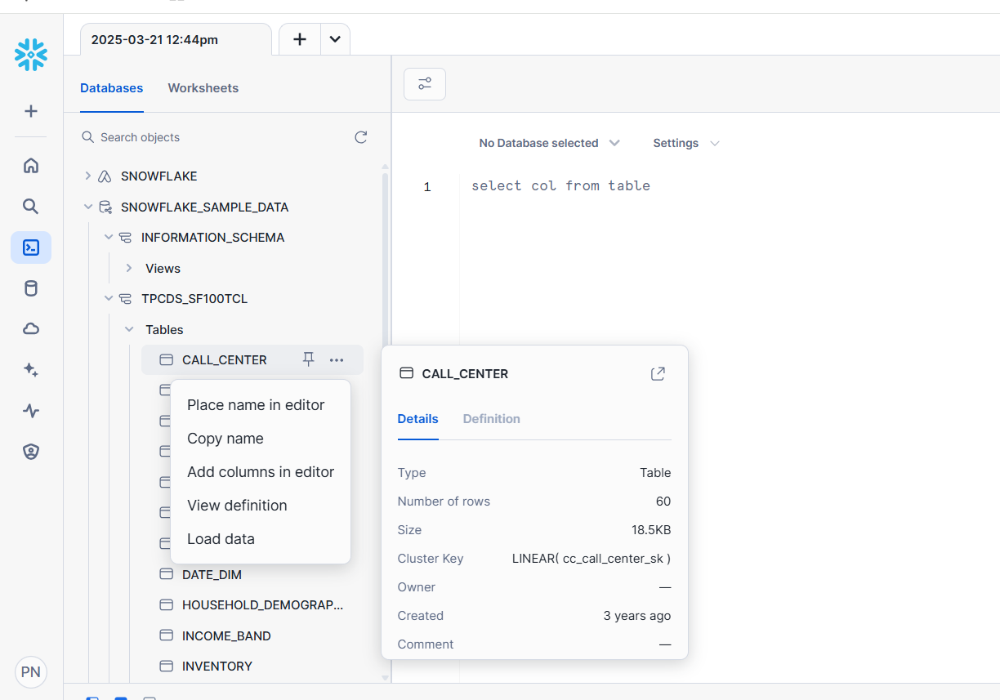 2025-03-21 12:44pm
Databases Worksheets
Search objects
No Database selected Settings
SNOWFLAKE
1 select col from table
SNOWFLAKE_SAMPLE_DATA
INFORMATION_SCHEMA
Views
TPCDS_SF100TCL
Tables
CALL_CENTER
Place name in editor
Copy name
Add columns in editor
View definition
Load data
DATE_DIM
HOUSEHOLD_DEMOGRAP...
INCOME_BAND
INVENTORY
CALL_CENTER
Details Definition
Type Table
Number of rows 60
Size 18.5KB
Cluster Key LINEAR( cc_call_center_sk )
Owner —
Created 3 years ago
Comment —
PN